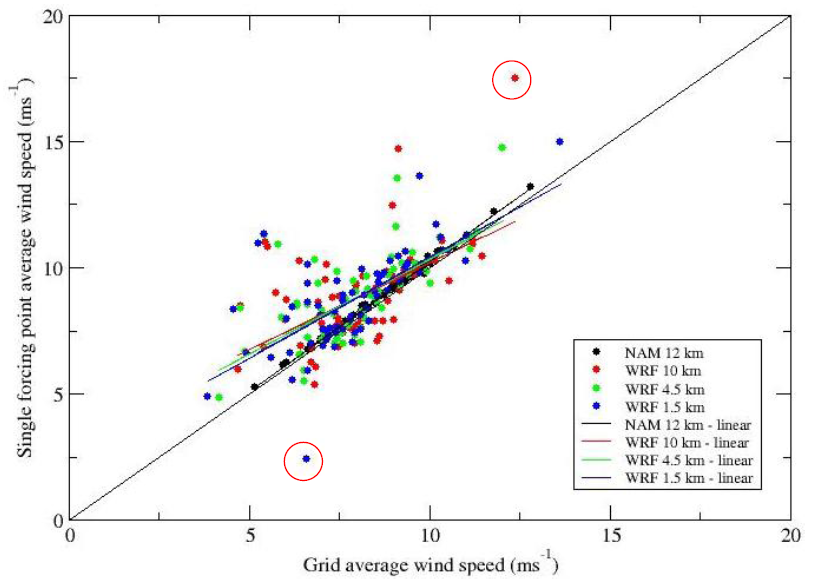 20
15
10
5
0
0
5
10
15
20
Single forcing point average wind speed (ms⁻¹)
Grid average wind speed (ms⁻¹)
NAM 12 km
WRF 10 km
WRF 4.5 km
WRF 1.5 km
NAM 12 km - linear
WRF 10 km - linear
WRF 4.5 km - linear
WRF 1.5 km - linear